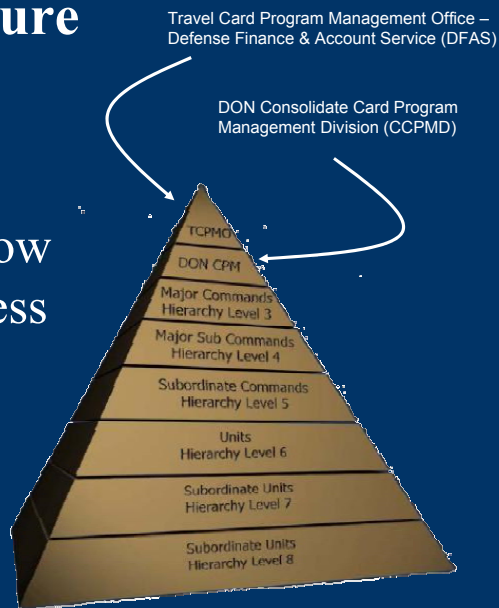 ure
Travel Card Program Management Office –
Defense Finance & Account Service (DFAS)
DON Consolidate Card Program
Management Division (CCPMD)
ow
ess
TCPMO
DON CPM
Major Commands
Hierarchy Level 3
Major Sub Commands
Hierarchy Level 4
Subordinate Commands
Hierarchy Level 5
Units
Hierarchy Level 6
Subordinate Units
Hierarchy Level 7
Subordinate Units
Hierarchy Level 8